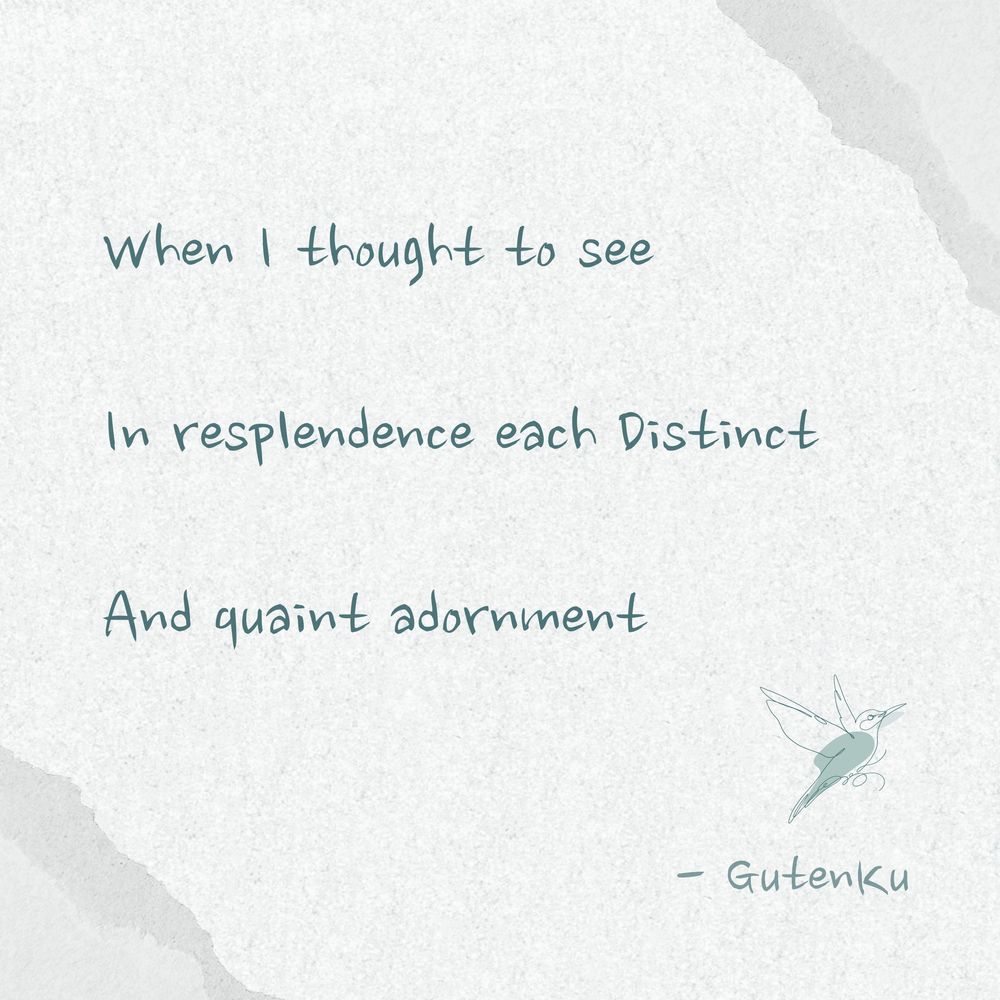 When I thought to see
In resplendence each Distinct
And quaint adornment
- GutenKu